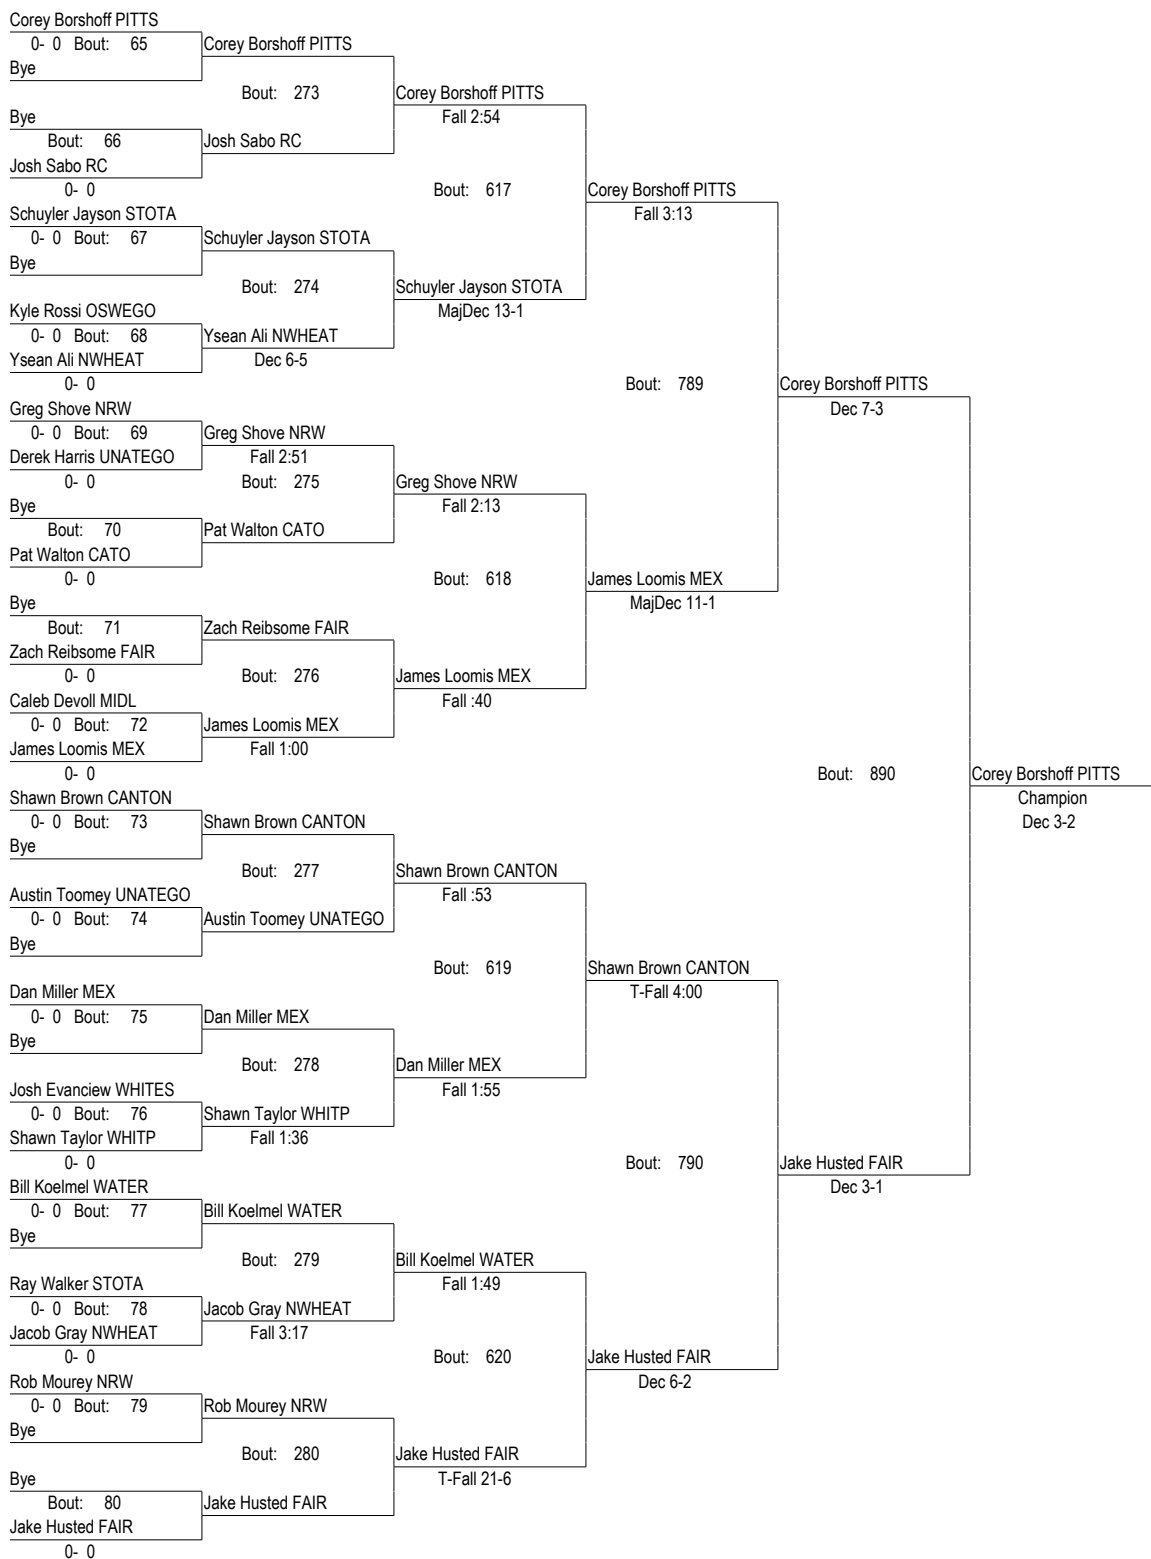 Corey Borshoff PITTS
0- 0 Bout: 65 Corey Borshoff PITTS
Bye
Bout: 273 Corey Borshoff PITTS
Bye Fall 2:54
Bout: 66 Josh Sabo RC
Josh Sabo RC
0- 0 Bout: 617 Corey Borshoff PITTS
Schuyler Jayson STOTA Fall 3:13
0- 0 Bout: 67 Schuyler Jayson STOTA
Bye
Bout: 274 Schuyler Jayson STOTA
Kyle Rossi OSWEGO MajDec 13-1
0- 0 Bout: 68 Ysean Ali NWHEAT
Ysean Ali NWHEAT Dec 6-5
0- 0 Bout: 789 Corey Borshoff PITTS
Greg Shove NRW Dec 7-3
0- 0 Bout: 69 Greg Shove NRW
Derek Harris UNATEGO Fall 2:51
0- 0 Bout: 275 Greg Shove NRW
Bye Fall 2:13
Bout: 70 Pat Walton CATO
Pat Walton CATO
0- 0 Bout: 618 James Loomis MEX
Bye MajDec 11-1
Bout: 71 Zach Reibsome FAIR
Zach Reibsome FAIR
0- 0 Bout: 276 James Loomis MEX
Caleb Devoll MIDL Fall :40
0- 0 Bout: 72 James Loomis MEX
James Loomis MEX Fall 1:00
0- 0 Bout: 890 Corey Borshoff PITTS
Shawn Brown CANTON Champion
0- 0 Bout: 73 Shawn Brown CANTON Dec 3-2
Bye
Bout: 277 Shawn Brown CANTON
Austin Toomey UNATEGO Fall :53
0- 0 Bout: 74 Austin Toomey UNATEGO
Bye
Bout: 619 Shawn Brown CANTON
Dan Miller MEX T-Fall 4:00
0- 0 Bout: 75 Dan Miller MEX
Bye
Bout: 278 Dan Miller MEX
Josh Evanciew WHITES Fall 1:55
0- 0 Bout: 76 Shawn Taylor WHITP
Shawn Taylor WHITP Fall 1:36
0- 0 Bout: 790 Jake Husted FAIR
Bill Koelmel WATER Dec 3-1
0- 0 Bout: 77 Bill Koelmel WATER
Bye
Bout: 279 Bill Koelmel WATER
Ray Walker STOTA Fall 1:49
0- 0 Bout: 78 Jacob Gray NWHEAT
Jacob Gray NWHEAT Fall 3:17
0- 0 Bout: 620 Jake Husted FAIR
Rob Mourey NRW Dec 6-2
0- 0 Bout: 79 Rob Mourey NRW
Bye
Bout: 280 Jake Husted FAIR
Bye T-Fall 21-6
Bout: 80 Jake Husted FAIR
Jake Husted FAIR
0- 0